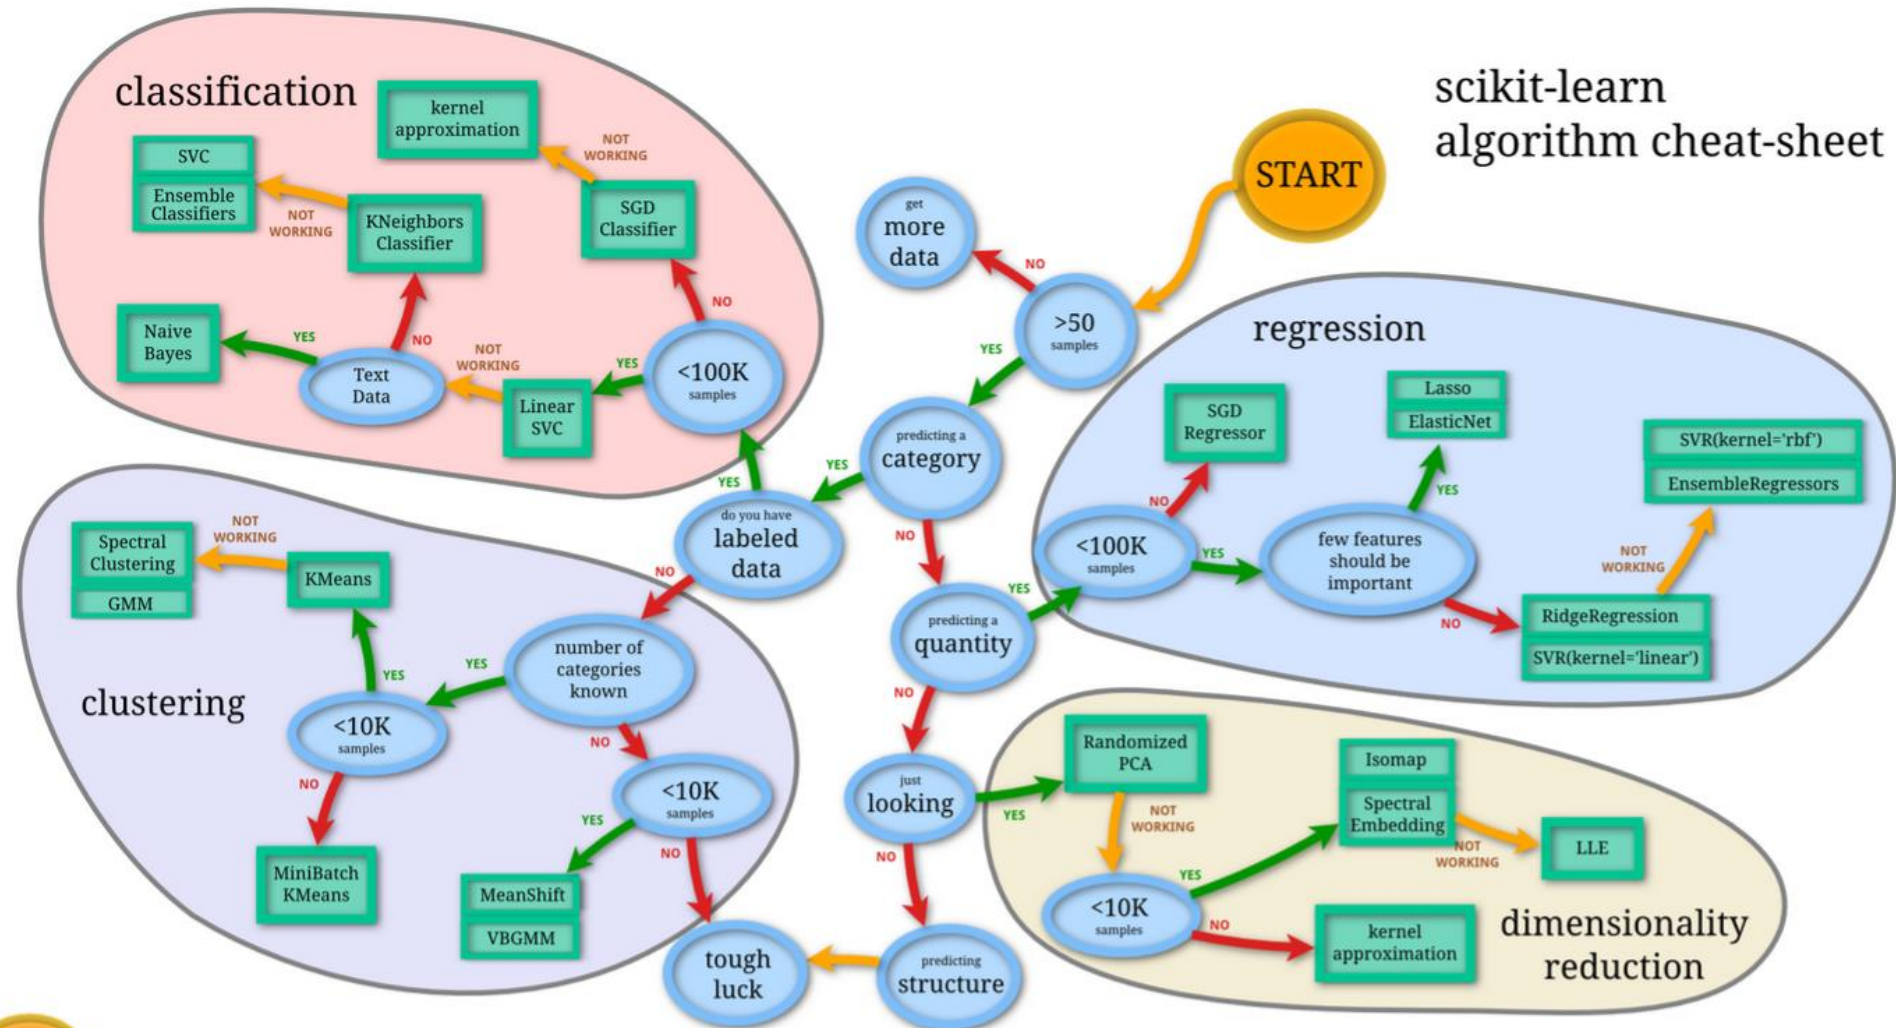 scikit-learn
algorithm cheat-sheet
START
classification
kernel
approximation
NOT
WORKING
SVC
Ensemble
Classifiers
NOT
WORKING
KNeighbors
Classifier
SGD
Classifier
NO
Naive
Bayes
YES
NO
Text
Data
NOT
WORKING
Linear
SVC
YES
<100K
samples
get
more
data
NO
>50
samples
YES
predicting a
category
YES
NO
YES
do you have
labeled
data
NO
predicting a
quantity
YES
NO
just
looking
YES
NO
predicting
structure
tough
luck
regression
SGD
Regressor
NO
<100K
samples
YES
Lasso
ElasticNet
YES
few features
should be
important
NO
SVR(kernel='rbf')
EnsembleRegressors
NOT
WORKING
RidgeRegression
SVR(kernel='linear')
clustering
Spectral
Clustering
GMM
NOT
WORKING
KMeans
YES
number of
categories
known
YES
NO
<10K
samples
NO
MiniBatch
KMeans
<10K
samples
YES
NO
MeanShift
VBGMM
Randomized
PCA
NOT
WORKING
<10K
samples
YES
NO
Isomap
Spectral
Embedding
NOT
WORKING
LLE
kernel
approximation
dimensionality
reduction